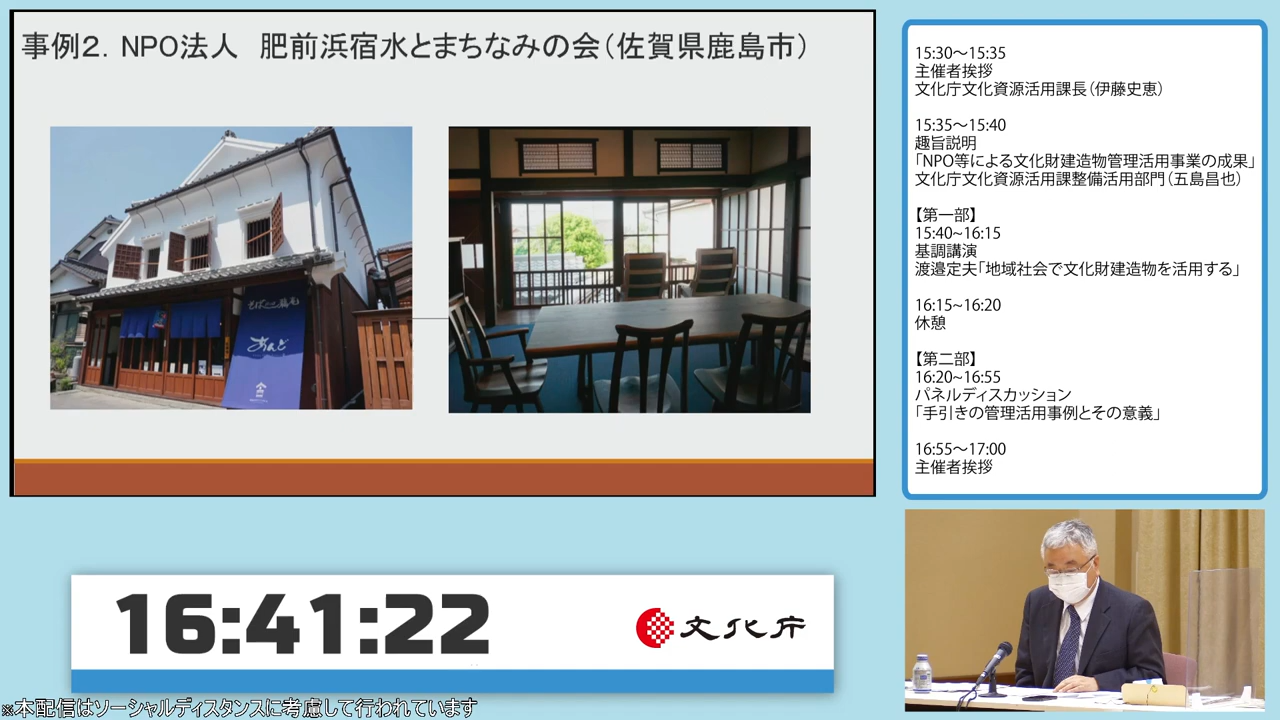 事例２．NPO法人　肥前浜宿水とまちなみの会（佐賀県鹿島市）
あんど
15:30～15:35
主催者挨拶
文化庁文化資源活用課長（伊藤史恵）
15:35～15:40
趣旨説明
「NPO等による文化財建造物管理活用事業の成果」
文化庁文化資源活用課整備活用部門（五島昌也）
【第一部】
15:40~16:15
基調講演
渡邉定夫「地域社会で文化財建造物を活用する」
16:15~16:20
休憩
【第二部】
16:20~16:55
パネルディスカッション
「手引きの管理活用事例とその意義」
16:55～17:00
主催者挨拶
16:41:22
文化庁
※本配信はソーシャルディスタンスに考慮して行われています